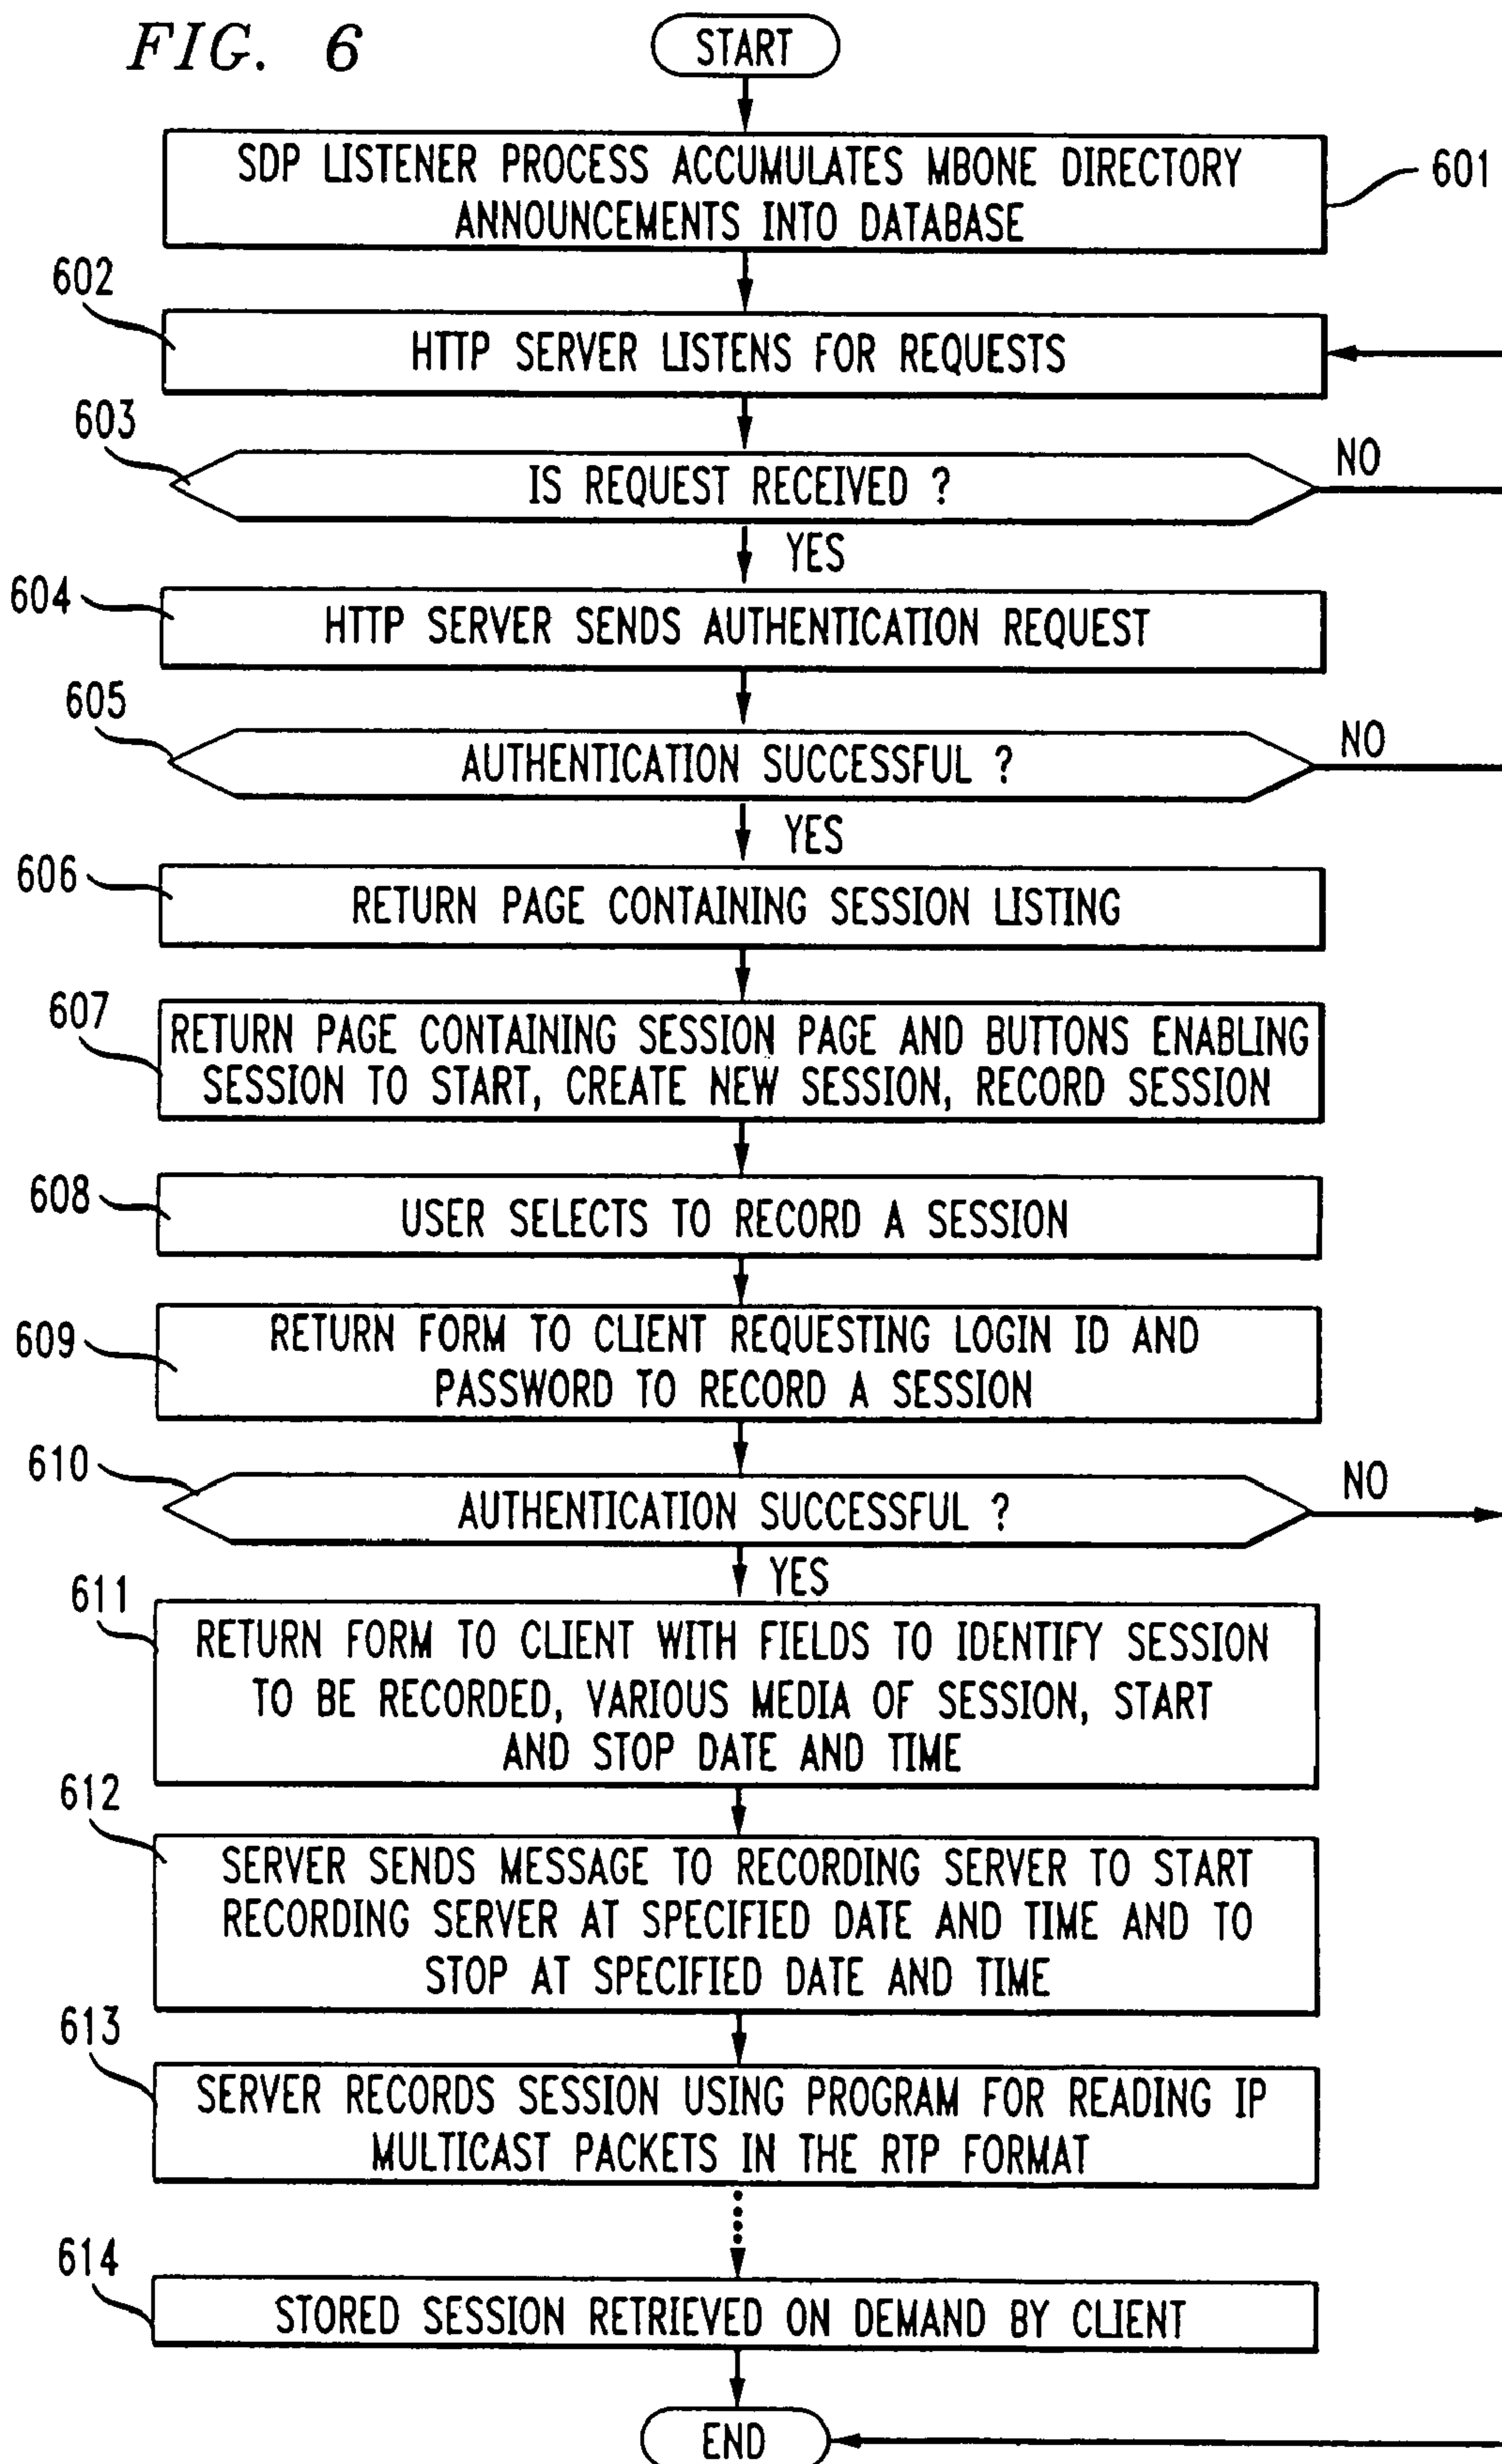 FIG. 6
START
SDP LISTENER PROCESS ACCUMULATES MBONE DIRECTORY
ANNOUNCEMENTS INTO DATABASE
601
602
HTTP SERVER LISTENS FOR REQUESTS
603
IS REQUEST RECEIVED ?
NO
YES
604
HTTP SERVER SENDS AUTHENTICATION REQUEST
605
AUTHENTICATION SUCCESSFUL ?
NO
YES
606
RETURN PAGE CONTAINING SESSION LISTING
607
RETURN PAGE CONTAINING SESSION PAGE AND BUTTONS ENABLING
SESSION TO START, CREATE NEW SESSION, RECORD SESSION
608
USER SELECTS TO RECORD A SESSION
609
RETURN FORM TO CLIENT REQUESTING LOGIN ID AND
PASSWORD TO RECORD A SESSION
610
AUTHENTICATION SUCCESSFUL ?
NO
YES
611
RETURN FORM TO CLIENT WITH FIELDS TO IDENTIFY SESSION
TO BE RECORDED, VARIOUS MEDIA OF SESSION, START
AND STOP DATE AND TIME
612
SERVER SENDS MESSAGE TO RECORDING SERVER TO START
RECORDING SERVER AT SPECIFIED DATE AND TIME AND TO
STOP AT SPECIFIED DATE AND TIME
613
SERVER RECORDS SESSION USING PROGRAM FOR READING IP
MULTICAST PACKETS IN THE RTP FORMAT
614
STORED SESSION RETRIEVED ON DEMAND BY CLIENT
END